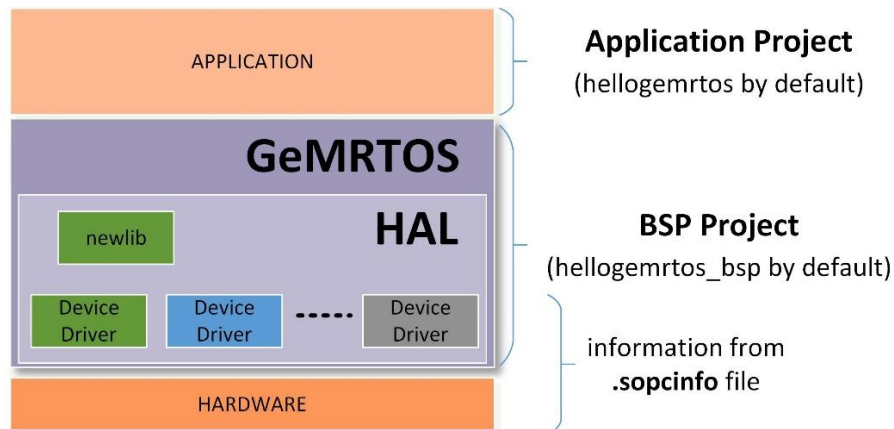 APPLICATION
Application Project
(hellogemrtos by default)
GeMRTOS
HAL
newlib
BSP Project
(hellogemrtos_bsp by default)
Device
Driver
Device
Driver
Device
Driver
information from
.sopcinfo file
HARDWARE